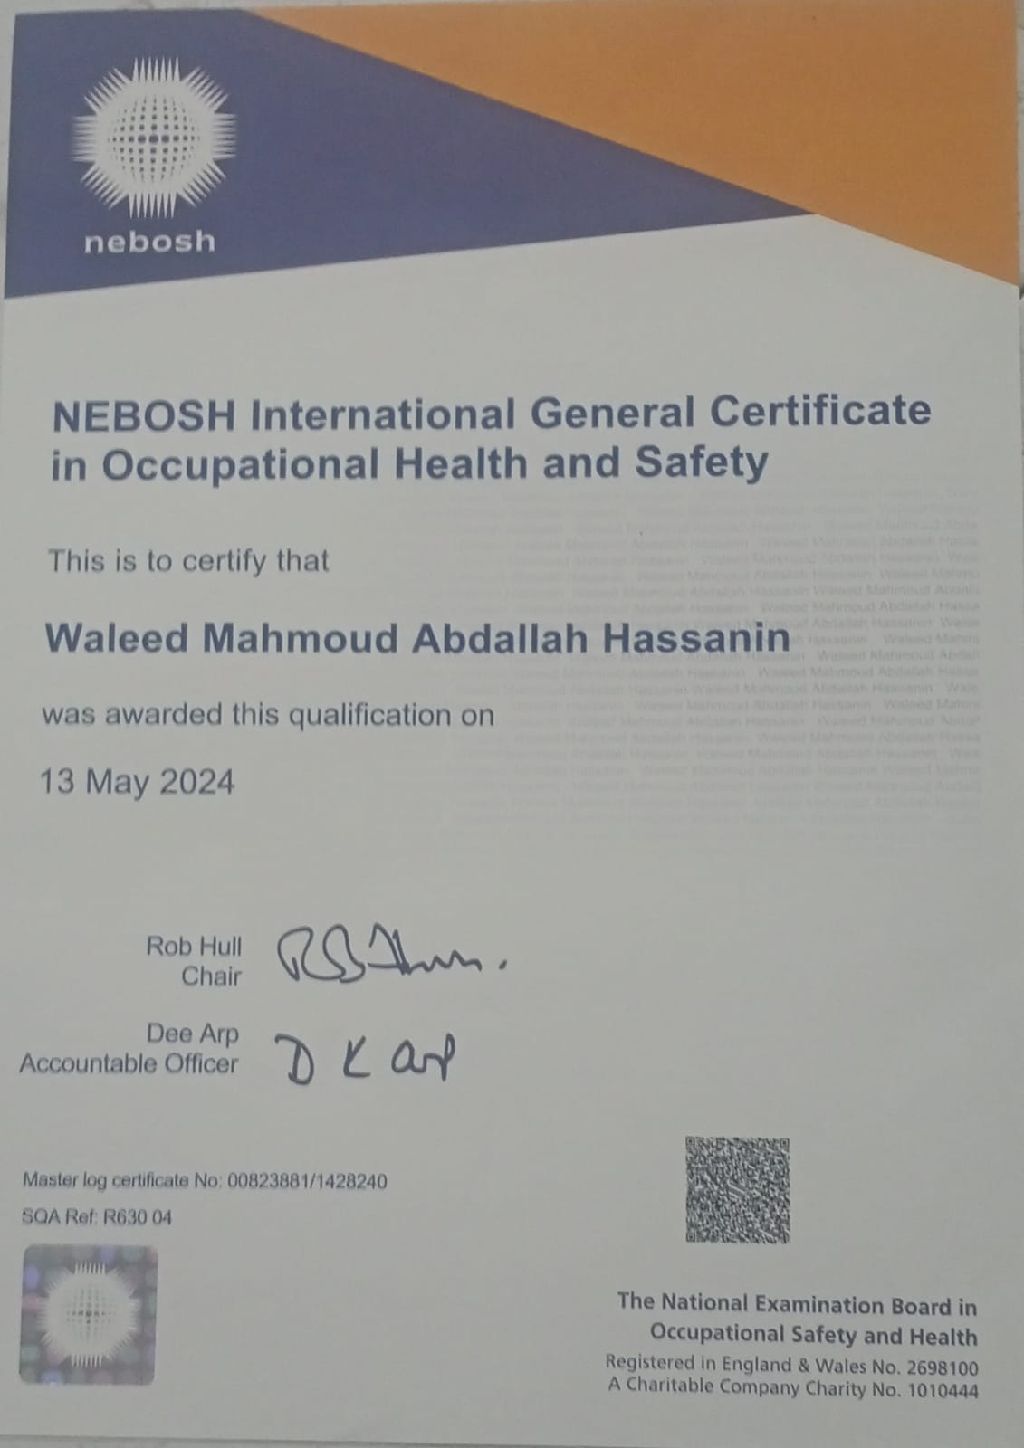 nebosh
NEBOSH International General Certificate
in Occupational Health and Safety
This is to certify that
Waleed Mahmoud Abdallah Hassanin
was awarded this qualification on
13 May 2024
Rob Hull
Chair
Dee Arp
Accountable Officer
D K Arp
Master log certificate No: 00823881/1428240
SQA Ref: R630 04
The National Examination Board in
Occupational Safety and Health
Registered in England & Wales No. 2698100
A Charitable Company Charity No. 1010444